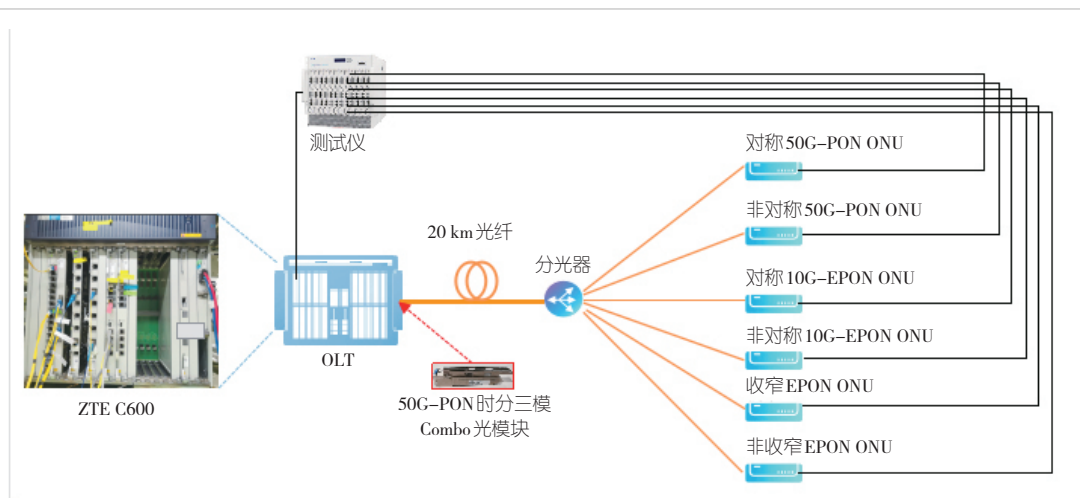 测试仪
对称50G-PON ONU
非对称50G-PON ONU
20 km光纤
分光器
对称10G-EPON ONU
非对称10G-EPON ONU
OLT
收窄EPON ONU
50G-PON时分三模
Combo光模块
ZTE C600
非收窄EPON ONU